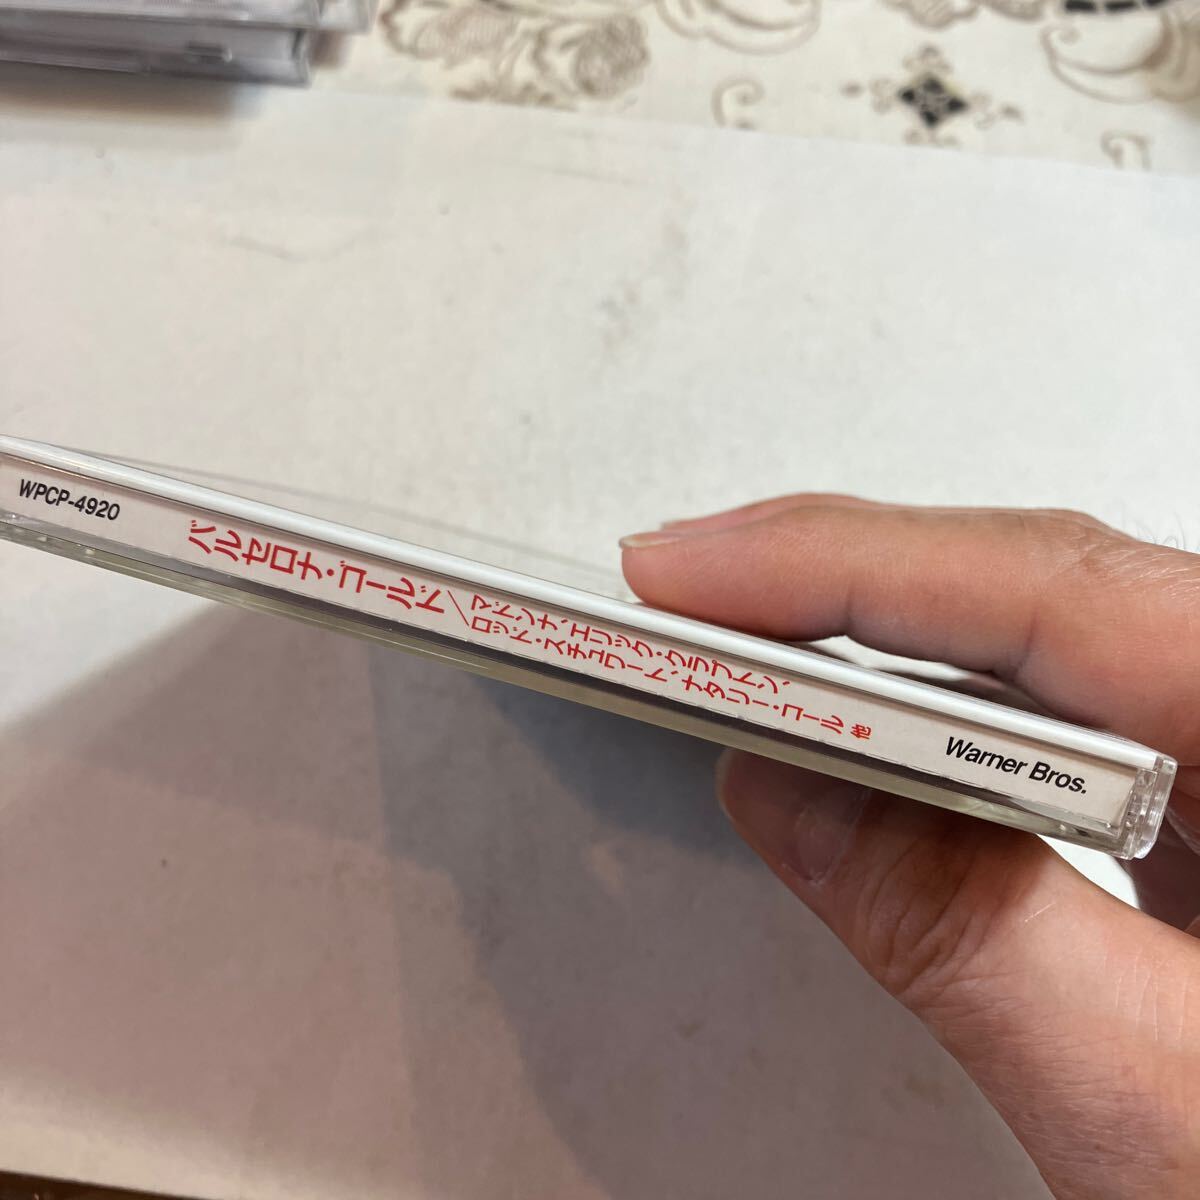 WPCP-4920
バルセロナ・ゴールド/マドンナ、エリック・クラプトン、
ロッド・スチュワート、ナタリー・コール 他
Warner Bros.